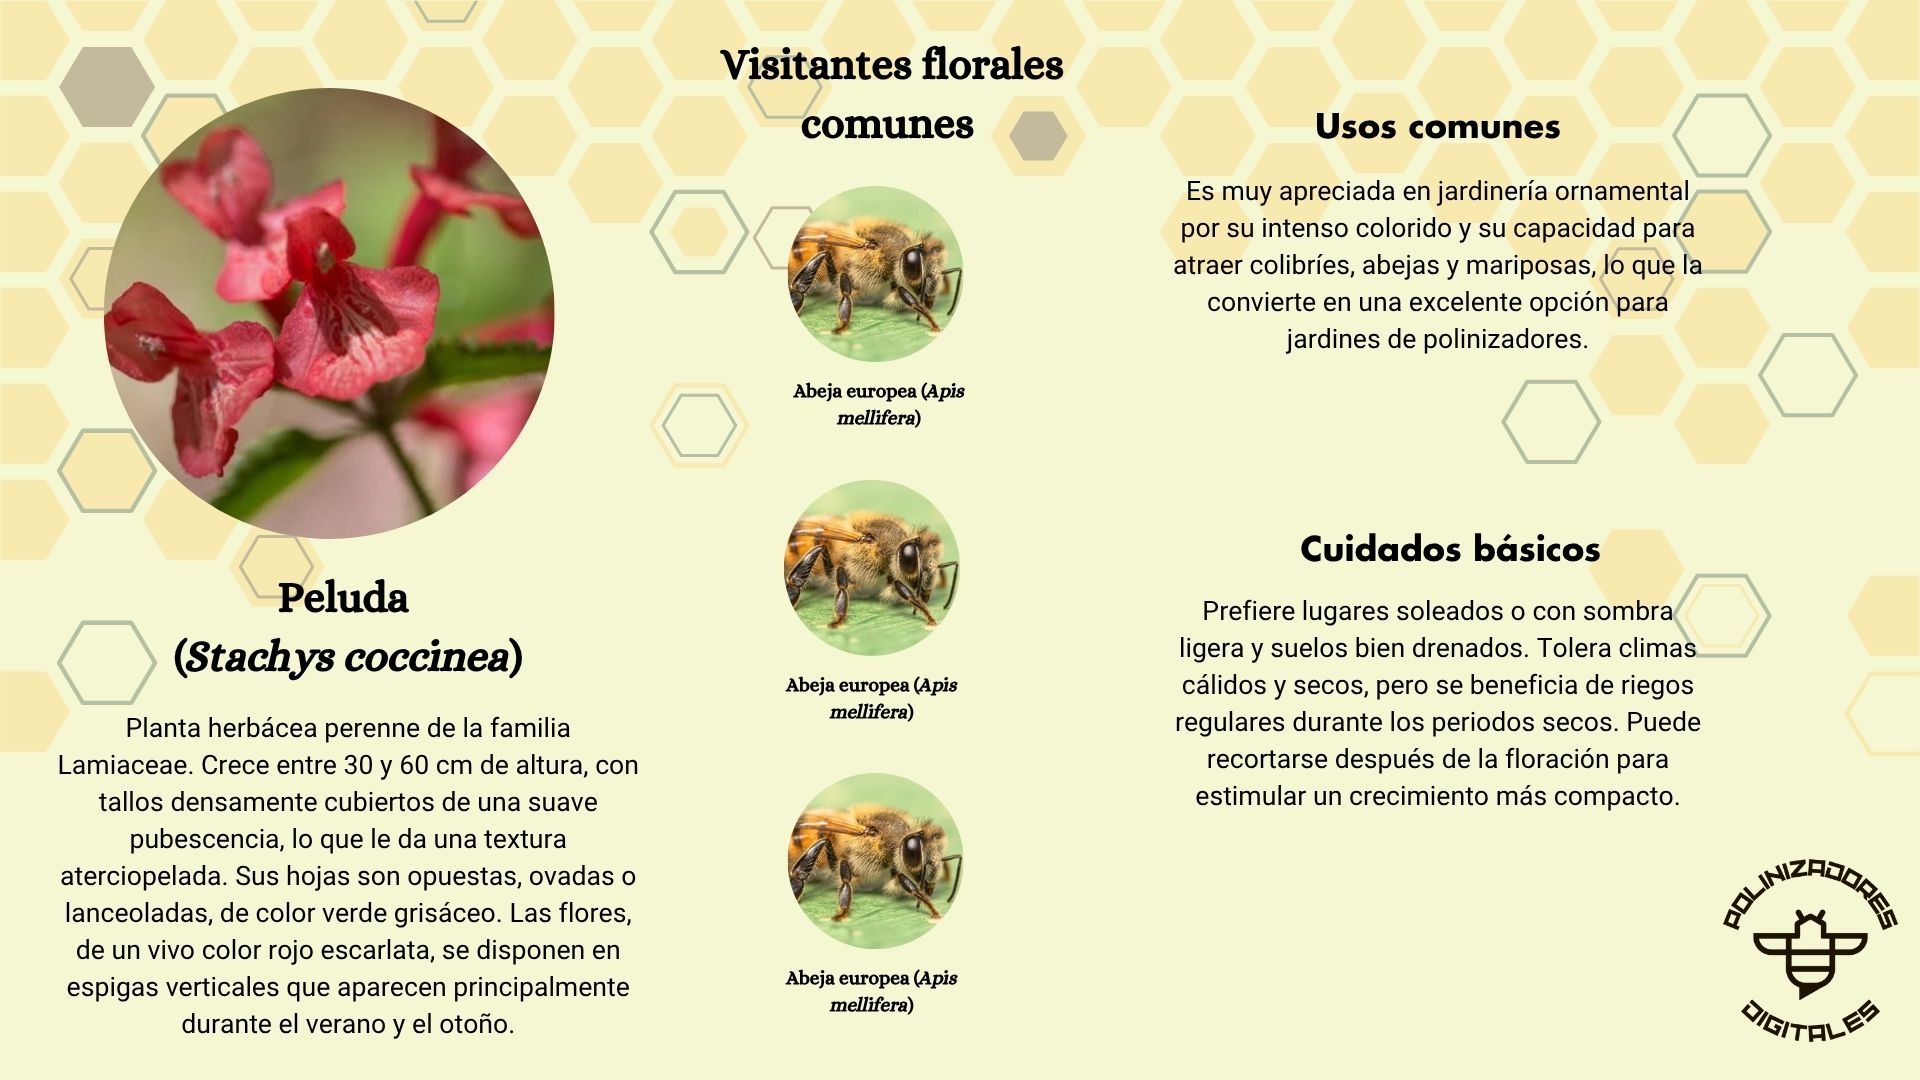 Peluda
(Stachys coccinea)
Planta herbácea perenne de la familia
Lamiaceae. Crece entre 30 y 60 cm de altura, con
tallos densamente cubiertos de una suave
pubescencia, lo que le da una textura
aterciopelada. Sus hojas son opuestas, ovadas o
lanceoladas, de color verde grisáceo. Las flores,
de un vivo color rojo escarlata, se disponen en
espigas verticales que aparecen principalmente
durante el verano y el otoño.
Visitantes florales
comunes
Abeja europea (Apis
mellifera)
Abeja europea (Apis
mellifera)
Abeja europea (Apis
mellifera)
Usos comunes
Es muy apreciada en jardinería ornamental
por su intenso colorido y su capacidad para
atraer colibríes, abejas y mariposas, lo que la
convierte en una excelente opción para
jardines de polinizadores.
Cuidados básicos
Prefiere lugares soleados o con sombra
ligera y suelos bien drenados. Tolera climas
cálidos y secos, pero se beneficia de riegos
regulares durante los periodos secos. Puede
recortarse después de la floración para
estimular un crecimiento más compacto.
POLINIZADORES
DIGITALES